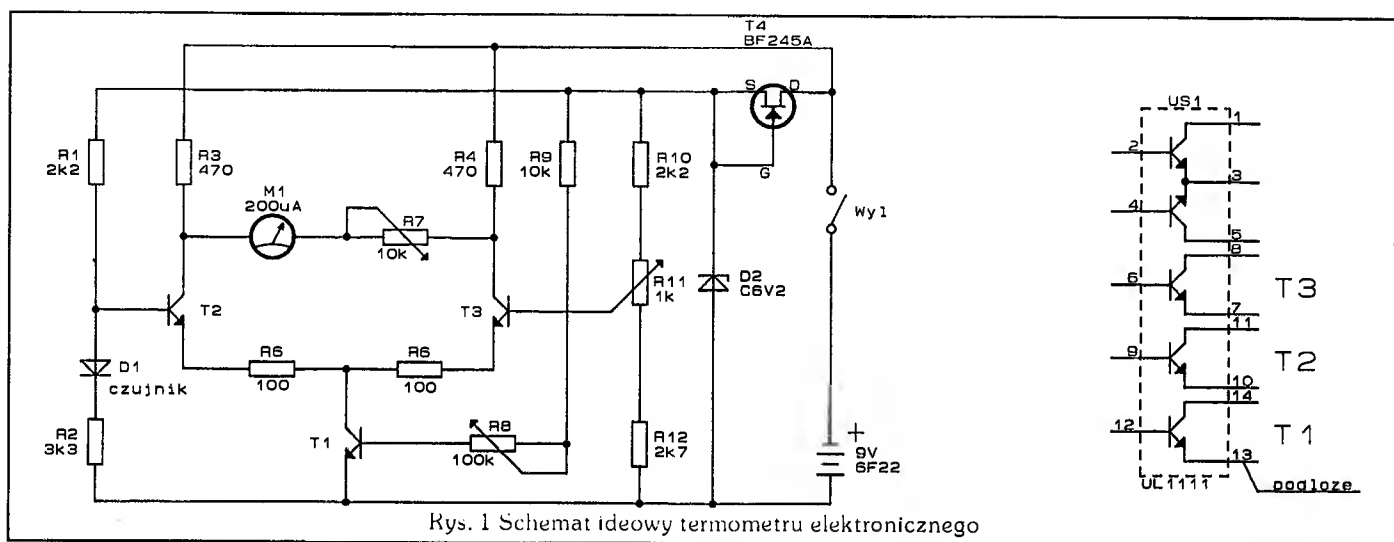 T4
BF245A
S
D
G
R1
2k2
R3
470
M1
200uA
R7
10k
R4
470
R9
10k
R10
2k2
R11
1k
D2
C6V2
Wyl
T2
T3
D1
czujnik
R6
100
R6
100
R2
3k3
T1
R8
100k
R12
2k7
+
9V
6F22
US1
1
2
3
4
5
8
6
T3
7
11
9
T2
10
14
12
T1
13
UL1111
podloze
Rys. 1 Schemat ideowy termometru elektronicznego